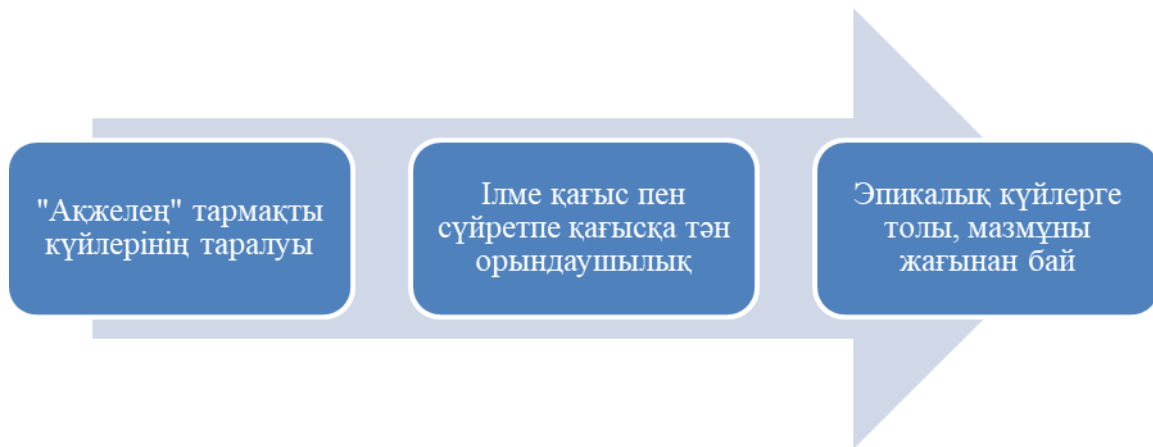 "Ақжелең" тармақты
күйлерінің таралуы
Ілме қағыс пен
сүйретпе қағысқа тән
орындаушылық
Эпикалық күйлерге
толы, мазмұны
жағынан бай